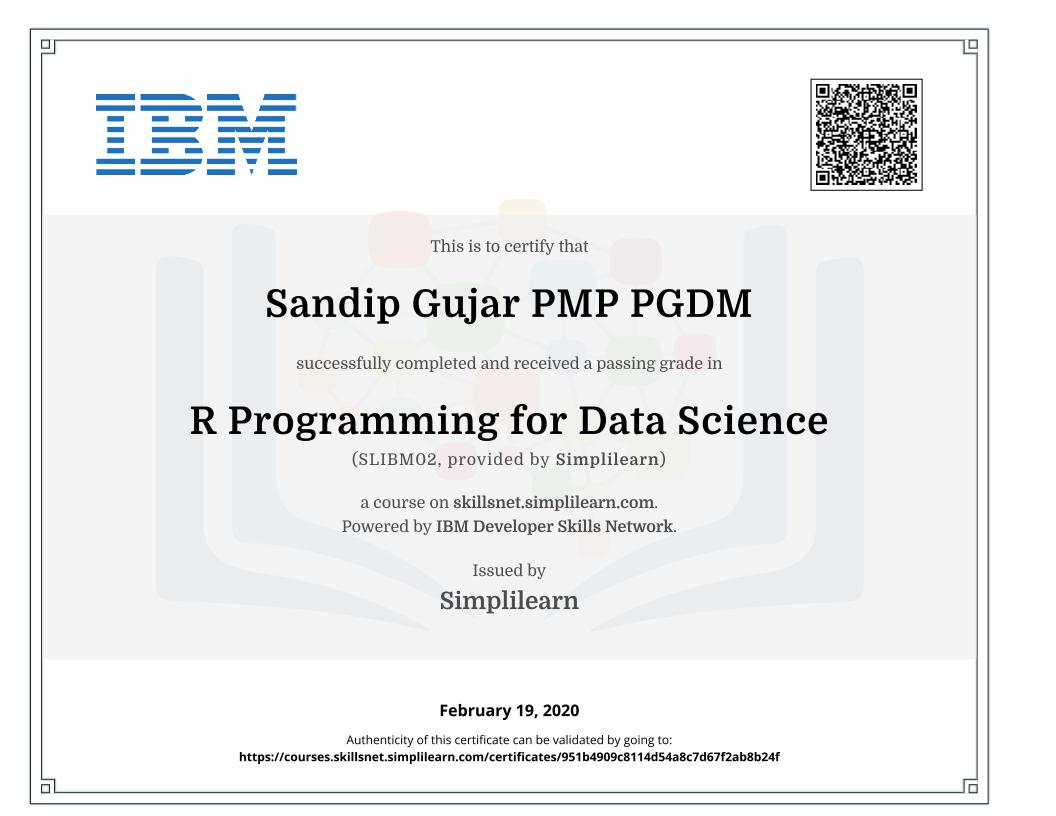 IBM
This is to certify that
Sandip Gujar PMP PGDM
successfully completed and received a passing grade in
R Programming for Data Science
(SLIBM02, provided by Simplilearn)
a course on skillsnet.simplilearn.com.
Powered by IBM Developer Skills Network.
Issued by
Simplilearn
February 19, 2020
Authenticity of this certificate can be validated by going to:
https://courses.skillsnet.simplilearn.com/certificates/951b4909c8114d54a8c7d67f2ab8b24f